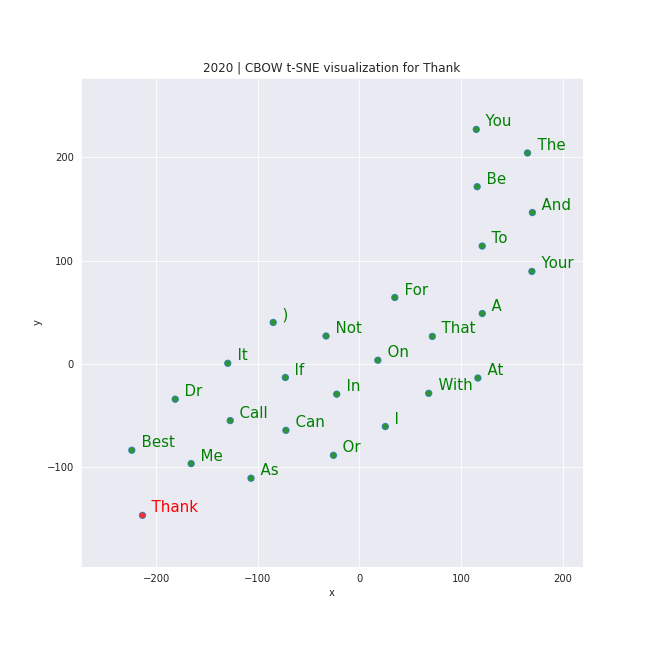 2020 | CBOW t-SNE visualization for Thank
You
The
200
Be
And
To
Your
100
For
A
)
Not
That
y
On
It
0
If
At
In
With
Dr
Call
Can
I
Best
Or
Me
As
−100
Thank
−200
−100
0
100
200
x